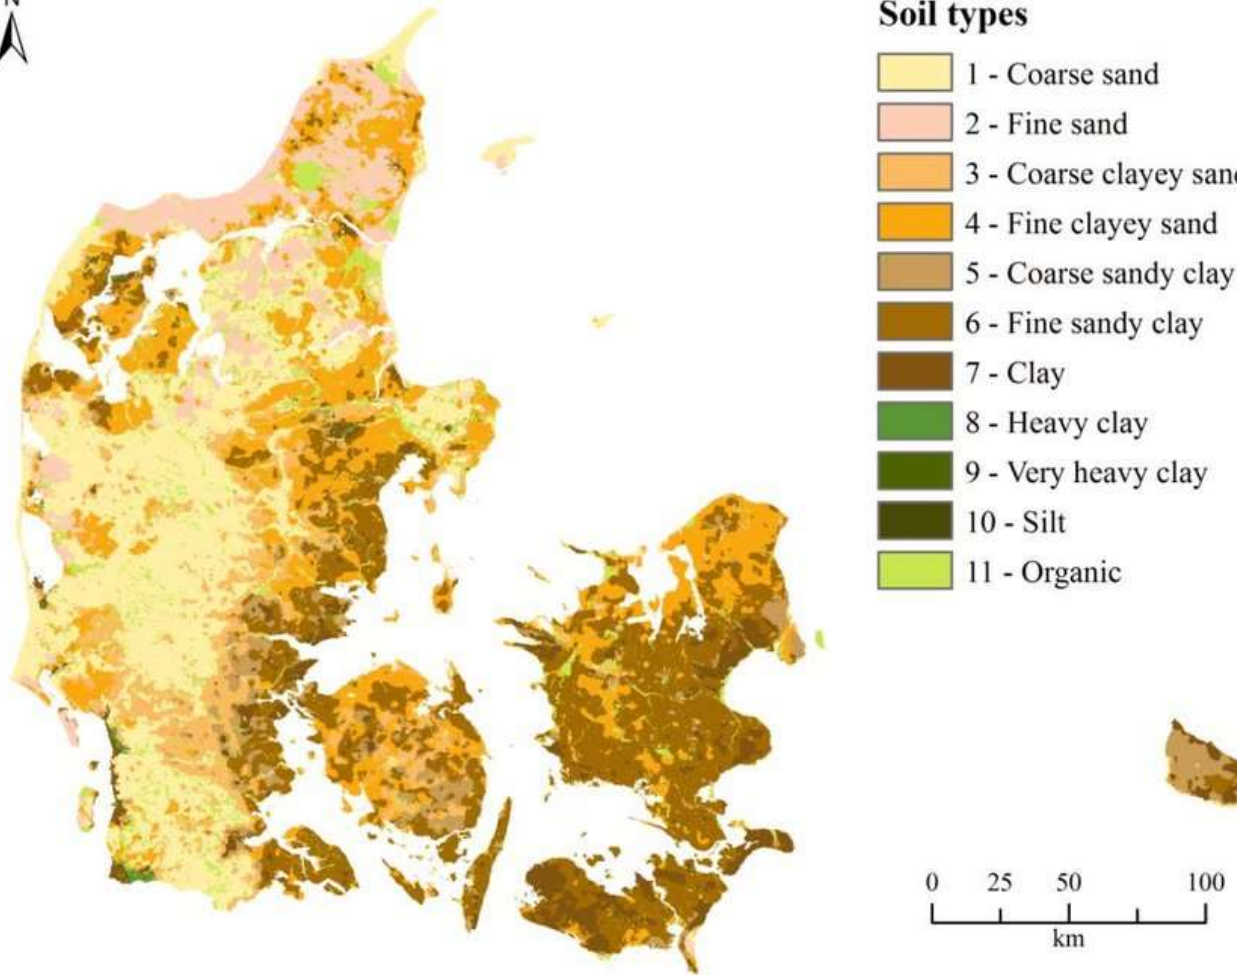 N
Soil types
1 - Coarse sand
2 - Fine sand
3 - Coarse clayey sand
4 - Fine clayey sand
5 - Coarse sandy clay
6 - Fine sandy clay
7 - Clay
8 - Heavy clay
9 - Very heavy clay
10 - Silt
11 - Organic
0 25 50 100
km